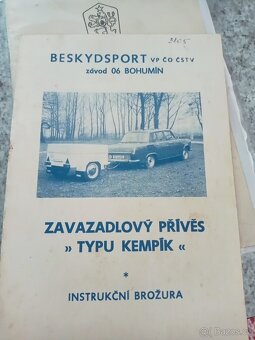 3105
BESKYDSPORT VP ČO ČSTV
závod 06 BOHUMÍN
ZAVAZADLOVÝ PŘÍVĚS
» TYPU KEMPÍK «
*
INSTRUKČNÍ BROŽURA